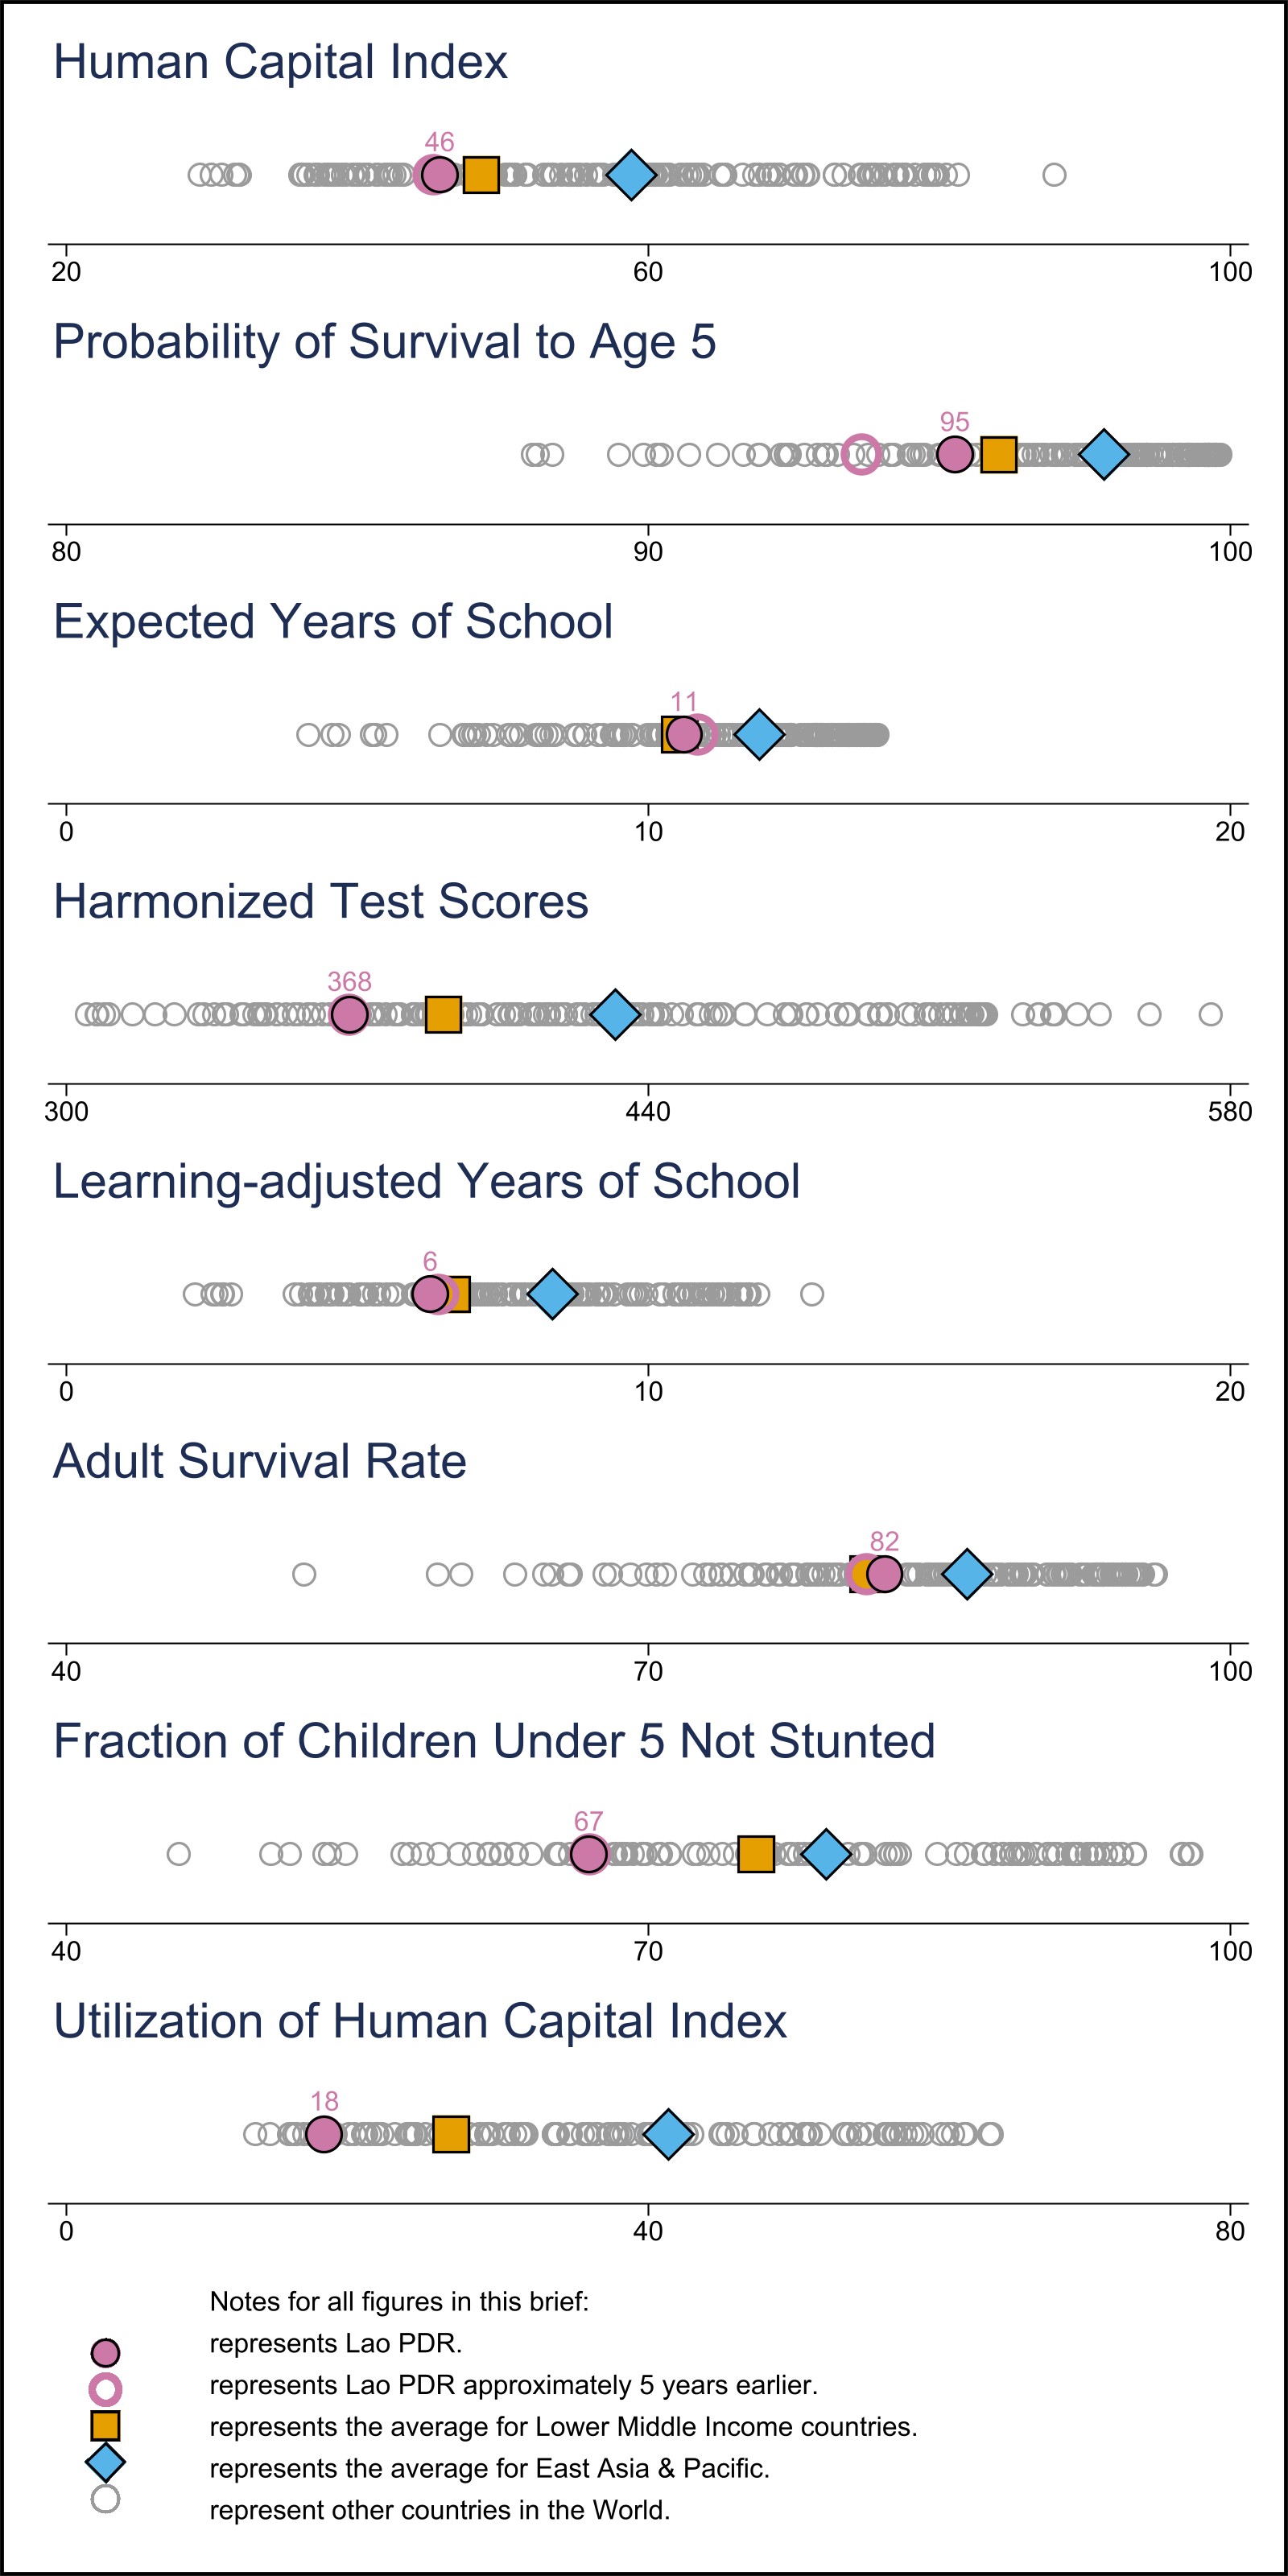 Human Capital Index
46
20 60 100
Probability of Survival to Age 5
95
80 90 100
Expected Years of School
11
0 10 20
Harmonized Test Scores
368
300 440 580
Learning-adjusted Years of School
6
0 10 20
Adult Survival Rate
82
40 70 100
Fraction of Children Under 5 Not Stunted
67
40 70 100
Utilization of Human Capital Index
18
0 40 80
Notes for all figures in this brief:
represents Lao PDR.
represents Lao PDR approximately 5 years earlier.
represents the average for Lower Middle Income countries.
represents the average for East Asia & Pacific.
represent other countries in the World.